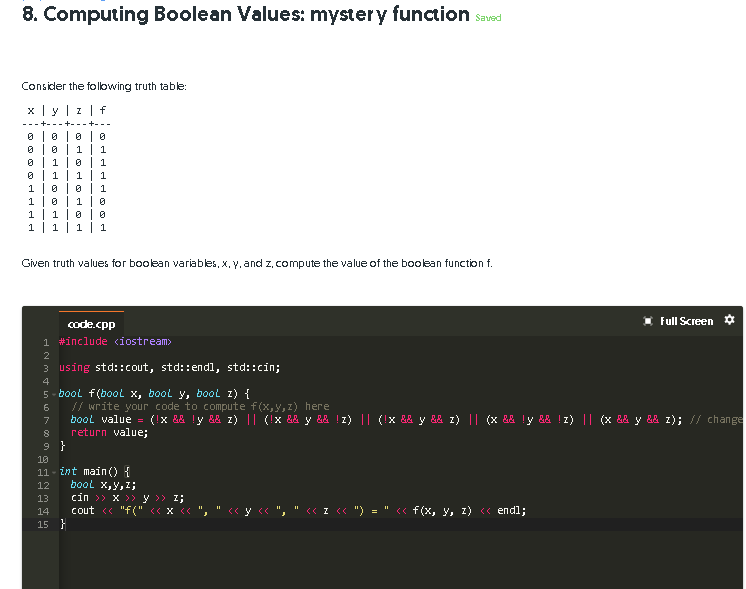 8. Computing Boolean Values: mystery function Saved
Consider the following truth table:
x | y | z | f
---+---+---+---
0 | 0 | 0 | 0
0 | 0 | 1 | 1
0 | 1 | 0 | 1
0 | 1 | 1 | 1
1 | 0 | 0 | 1
1 | 0 | 1 | 0
1 | 1 | 0 | 0
1 | 1 | 1 | 1
Given truth values for boolean variables, x, y, and z, compute the value of the boolean function f.
code.cpp
Full Screen
1 #include <iostream>
2
3 using std::cout, std::endl, std::cin;
4
5 bool f(bool x, bool y, bool z) {
6 // write your code to compute f(x,y,z) here
7 bool value = (!x && !y && z) || (!x && y && !z) || (!x && y && z) || (x && !y && !z) || (x && y && z); // change
8 return value;
9 }
10
11 int main() {
12 bool x,y,z;
13 cin >> x >> y >> z;
14 cout << "f(" << x << ", " << y << ", " << z << ") = " << f(x, y, z) << endl;
15 }